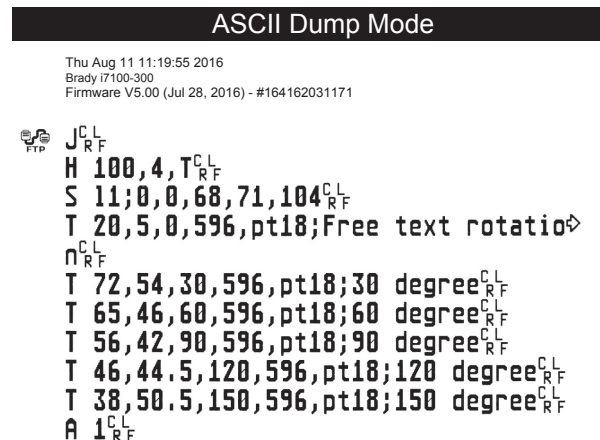 ASCII Dump Mode
Thu Aug 11 11:19:55 2016
Brady i7100-300
Firmware V5.00 (Jul 28, 2016) - #164162031171
FTP J␍␊
H 100,4,T␍␊
S l1;0,0,68,71,104␍␊
T 20,5,0,596,pt18;Free text rotatio⇨
n␍␊
T 72,54,30,596,pt18;30 degree␍␊
T 65,46,60,596,pt18;60 degree␍␊
T 56,42,90,596,pt18;90 degree␍␊
T 46,44.5,120,596,pt18;120 degree␍␊
T 38,50.5,150,596,pt18;150 degree␍␊
A 1␍␊